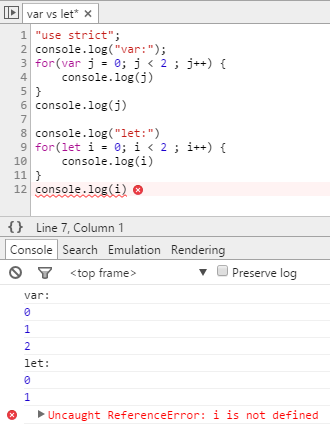 var vs let* ×
1 "use strict";
2 console.log("var:");
3 for(var j = 0; j < 2 ; j++) {
4     console.log(j)
5 }
6 console.log(j)
7
8 console.log("let:")
9 for(let i = 0; i < 2 ; i++) {
10     console.log(i)
11 }
12 console.log(i)
{} Line 7, Column 1
Console Search Emulation Rendering
<top frame> ▼ Preserve log
var:
0
1
2
let:
0
1
▶Uncaught ReferenceError: i is not defined